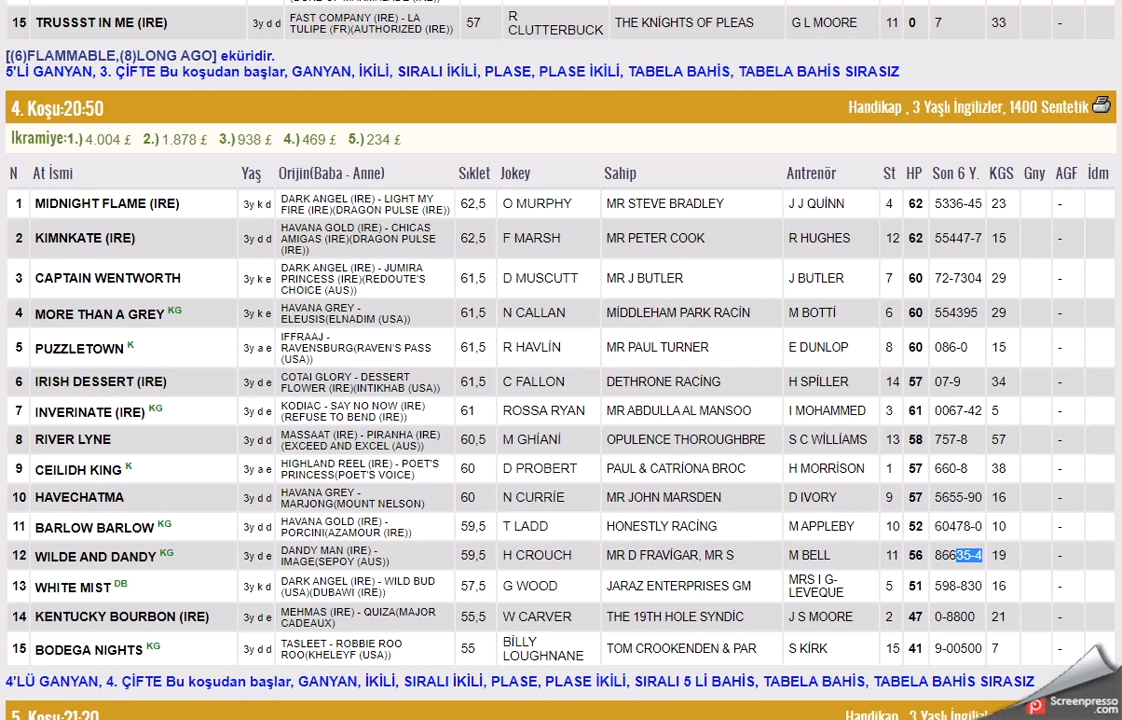 DUKE OF MARMALADE (IRE))
15 TRUSSST IN ME (IRE) 3y d d FAST COMPANY (IRE) - LA TULIPE (FR)(AUTHORIZED (IRE)) 57 R CLUTTERBUCK THE KNİGHTS OF PLEAS G L MOORE 11 0 7 33 -
[(6)FLAMMABLE,(8)LONG AGO] eküridir.
5'Lİ GANYAN, 3. ÇİFTE Bu koşudan başlar, GANYAN, İKİLİ, SIRALI İKİLİ, PLASE, PLASE İKİLİ, TABELA BAHİS, TABELA BAHİS SIRASIZ
4. Koşu:20:50 Handikap , 3 Yaşlı İngilizler, 1400 Sentetik
Ikramiye:1.) 4.004 £ 2.) 1.878 £ 3.) 938 £ 4.) 469 £ 5.) 234 £
N At İsmi Yaş Orijin(Baba - Anne) Sıklet Jokey Sahip Antrenör St HP Son 6 Y. KGS Gny AGF İdm
1 MIDNIGHT FLAME (IRE) 3y k d DARK ANGEL (IRE) - LIGHT MY FIRE (IRE)(DRAGON PULSE (IRE)) 62,5 O MURPHY MR STEVE BRADLEY J J QUİNN 4 62 5336-45 23 -
2 KIMNKATE (IRE) 3y d d HAVANA GOLD (IRE) - CHICAS AMIGAS (IRE)(DRAGON PULSE (IRE)) 62,5 F MARSH MR PETER COOK R HUGHES 12 62 55447-7 15 -
3 CAPTAIN WENTWORTH 3y k e DARK ANGEL (IRE) - JUMIRA PRINCESS (IRE)(REDOUTE'S CHOICE (AUS)) 61,5 D MUSCUTT MR J BUTLER J BUTLER 7 60 72-7304 29 -
4 MORE THAN A GREY KG 3y k e HAVANA GREY - ELEUSIS(ELNADIM (USA)) 61,5 N CALLAN MİDDLEHAM PARK RACİN M BOTTİ 6 60 554395 29 -
5 PUZZLETOWN K 3y a e IFFRAAJ - RAVENSBURG(RAVEN'S PASS (USA)) 61,5 R HAVLİN MR PAUL TURNER E DUNLOP 8 60 086-0 15 -
6 IRISH DESSERT (IRE) 3y d e COTAI GLORY - DESSERT FLOWER (IRE)(INTIKHAB (USA)) 61,5 C FALLON DETHRONE RACİNG H SPİLLER 14 57 07-9 34 -
7 INVERINATE (IRE) KG 3y d e KODIAC - SAY NO NOW (IRE)(REFUSE TO BEND (IRE)) 61 ROSSA RYAN MR ABDULLA AL MANSOO I MOHAMMED 3 61 0067-42 5 -
8 RIVER LYNE 3y d d MASSAAT (IRE) - PIRANHA (IRE)(EXCEED AND EXCEL (AUS)) 60,5 M GHİANİ OPULENCE THOROUGHBRE S C WİLLİAMS 13 58 757-8 57 -
9 CEILIDH KING K 3y a e HIGHLAND REEL (IRE) - POET'S PRINCESS(POET'S VOICE) 60 D PROBERT PAUL & CATRİONA BROC H MORRİSON 1 57 660-8 38 -
10 HAVECHATMA 3y d d HAVANA GREY - MARJONG(MOUNT NELSON) 60 N CURRİE MR JOHN MARSDEN D IVORY 9 57 5655-90 16 -
11 BARLOW BARLOW KG 3y d d HAVANA GOLD (IRE) - PORCINI(AZAMOUR (IRE)) 59,5 T LADD HONESTLY RACİNG M APPLEBY 10 52 60478-0 10 -
12 WILDE AND DANDY KG 3y d e DANDY MAN (IRE) - IMAGE(SEPOY (AUS)) 59,5 H CROUCH MR D FRAVİGAR, MR S M BELL 11 56 86635-4 19 -
13 WHITE MIST DB 3y k d DARK ANGEL (IRE) - WILD BUD (USA)(DUBAWI (IRE)) 57,5 G WOOD JARAZ ENTERPRISES GM MRS I G-LEVEQUE 5 51 598-830 16 -
14 KENTUCKY BOURBON (IRE) 3y d e MEHMAS (IRE) - QUIZA(MAJOR CADEAUX) 55,5 W CARVER THE 19TH HOLE SYNDİC J S MOORE 2 47 0-8800 21 -
15 BODEGA NIGHTS KG 3y d d TASLEET - ROBBIE ROO ROO(KHELEYF (USA)) 55 BİLLY LOUGHNANE TOM CROOKENDEN & PAR S KİRK 15 41 9-00500 7 -
4'LÜ GANYAN, 4. ÇİFTE Bu koşudan başlar, GANYAN, İKİLİ, SIRALI İKİLİ, PLASE, PLASE İKİLİ, SIRALI 5 Lİ BAHİS, TABELA BAHİS, TABELA BAHİS SIRASIZ
5. Koşu:21:20 Handikap , 3 Yaşlı İngilizler
Screenpresso
.com